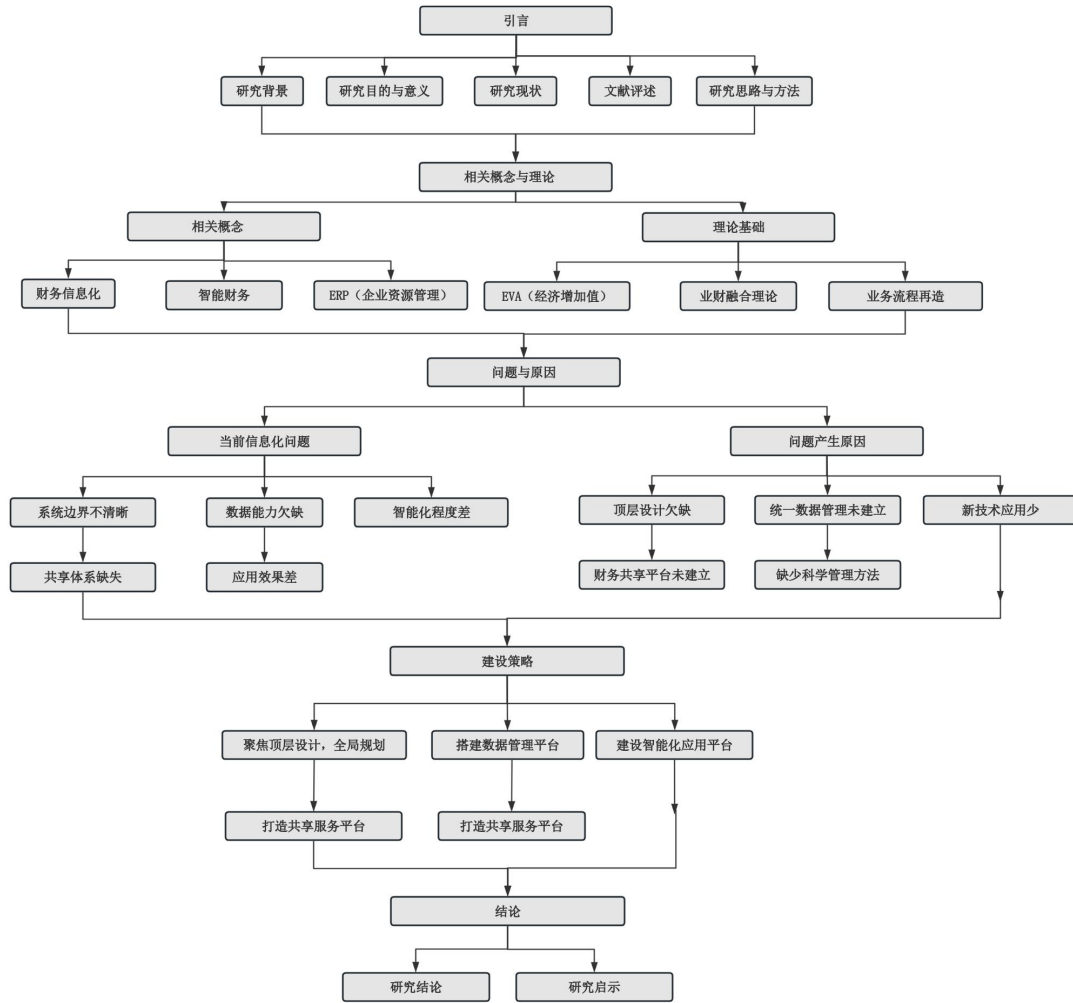 引言
研究背景
研究目的与意义
研究现状
文献评述
研究思路与方法
相关概念与理论
相关概念
理论基础
财务信息化
智能财务
ERP（企业资源管理）
EVA（经济增加值）
业财融合理论
业务流程再造
问题与原因
当前信息化问题
问题产生原因
系统边界不清晰
数据能力欠缺
智能化程度差
顶层设计欠缺
统一数据管理未建立
新技术应用少
共享体系缺失
应用效果差
财务共享平台未建立
缺少科学管理方法
建设策略
聚焦顶层设计，全局规划
搭建数据管理平台
建设智能化应用平台
打造共享服务平台
打造共享服务平台
结论
研究结论
研究启示